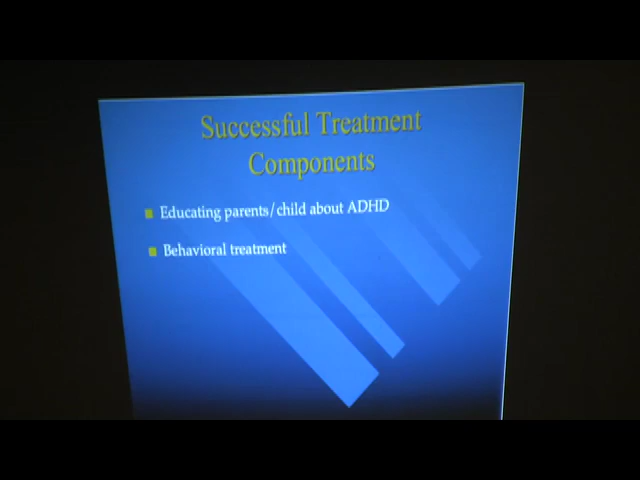 Successful Treatment
Components
Educating parents/child about ADHD
Behavioral treatment